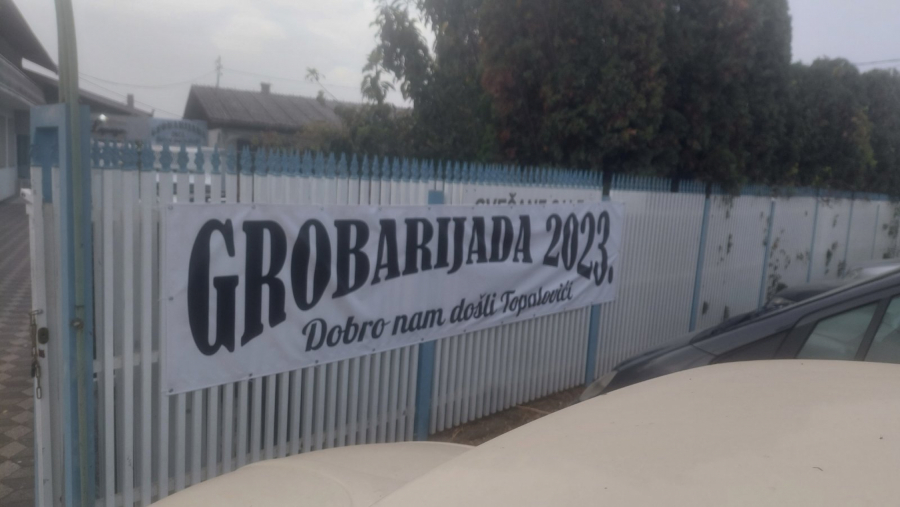 GROBARIJADA 2023.
Dobro nam došli Topalovići